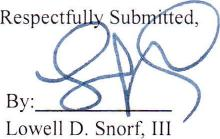 Respectfully Submitted,
By:
Lowell D. Snorf, III